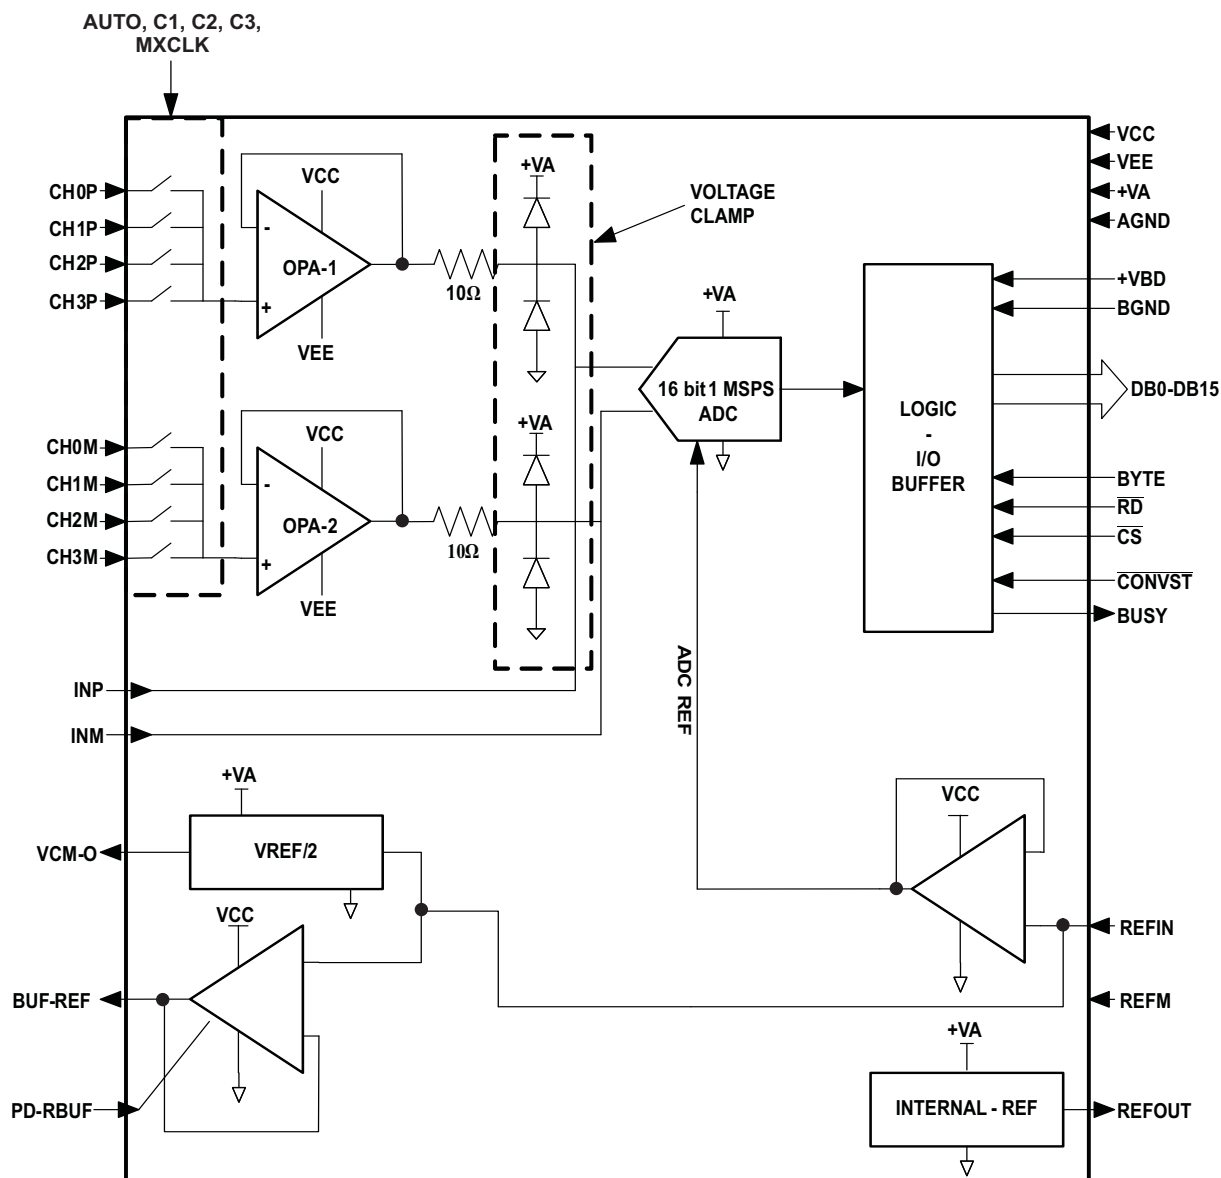 AUTO, C1, C2, C3,
MXCLK
VCC
VEE
+VA
AGND
CH0P
CH1P
CH2P
CH3P
VCC
-
OPA-1
+
VEE
10Ω
+VA
VOLTAGE
CLAMP
+VA
16 bit 1 MSPS
ADC
LOGIC
-
I/O
BUFFER
+VBD
BGND
DB0-DB15
BYTE
RD
CS
CONVST
BUSY
CH0M
CH1M
CH2M
CH3M
VCC
-
OPA-2
+
VEE
10Ω
+VA
INP
INM
ADC REF
+VA
VREF/2
VCM-O
VCC
BUF-REF
PD-RBUF
VCC
REFIN
REFM
+VA
INTERNAL - REF
REFOUT